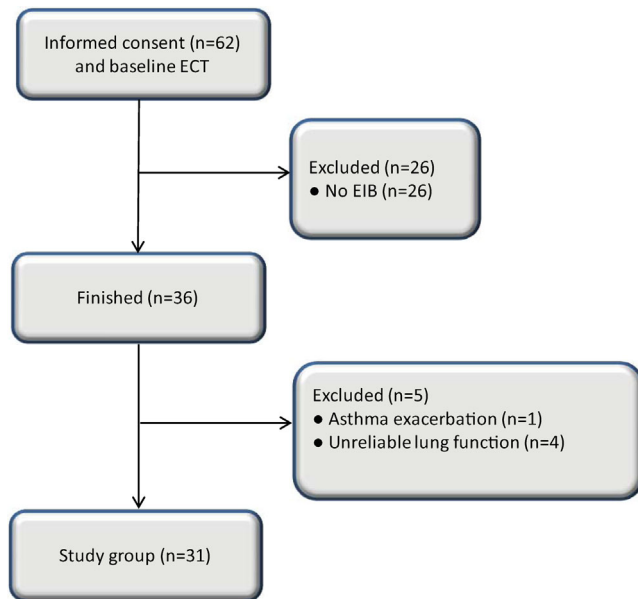 Informed consent (n=62)
and baseline ECT
Excluded (n=26)
● No EIB (n=26)
Finished (n=36)
Excluded (n=5)
● Asthma exacerbation (n=1)
● Unreliable lung function (n=4)
Study group (n=31)